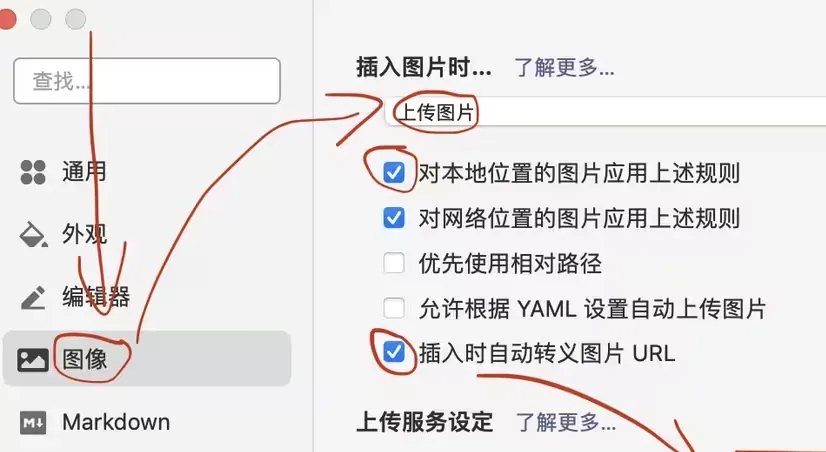 查找...
通用
外观
编辑器
图像
Markdown
插入图片时... 了解更多...
上传图片
对本地位置的图片应用上述规则
对网络位置的图片应用上述规则
优先使用相对路径
允许根据 YAML 设置自动上传图片
插入时自动转义图片 URL
上传服务设定 了解更多...